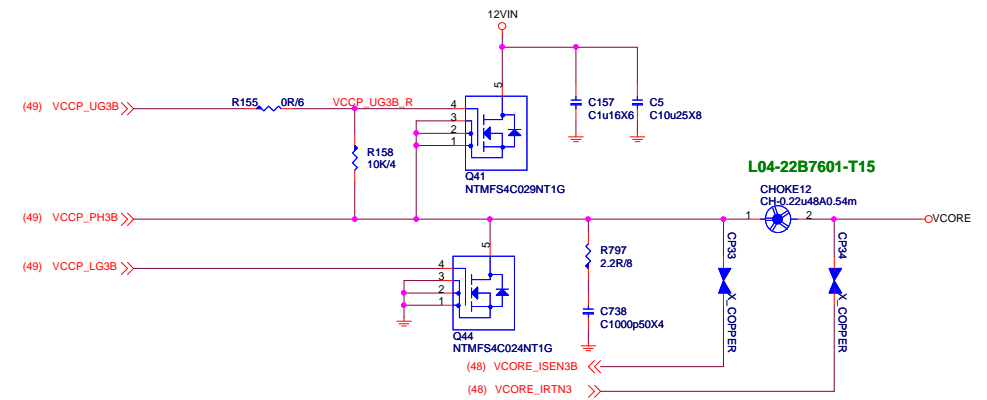 12VIN
5
C157
C1u16X6
C5
C10u25X8
(49) VCCP_UG3B
R155
0R/6
VCCP_UG3B_R
4
3
2
1
R158
10K/4
Q41
NTMFS4C029NT1G
L04-22B7601-T15
CHOKE12
CH-0.22u48A0.54m
(49) VCCP_PH3B
1
2
VCORE
5
R797
2.2R/8
CP33
X_COPPER
CP34
X_COPPER
(49) VCCP_LG3B
4
3
2
1
C738
C1000p50X4
Q44
NTMFS4C024NT1G
(48) VCORE_ISEN3B
(48) VCORE_IRTN3